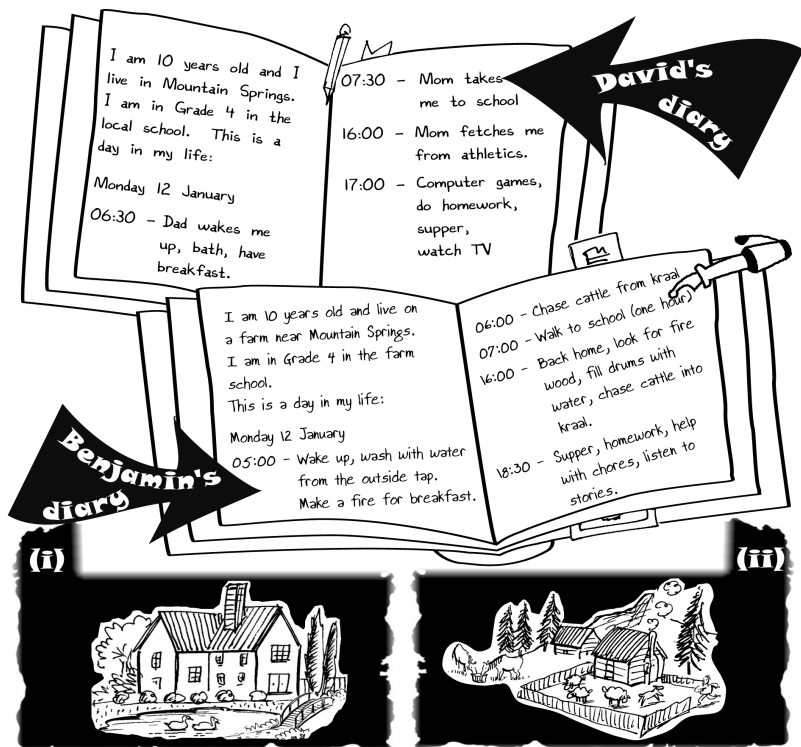 David's
diary
I am 10 years old and I
live in Mountain Springs.
I am in Grade 4 in the
local school. This is a
day in my life:
Monday 12 January
06:30 – Dad wakes me
up, bath, have
breakfast.
07:30 – Mom takes
me to school
16:00 – Mom fetches me
from athletics.
17:00 – Computer games,
do homework,
supper,
watch TV
Benjamin's
diary
I am 10 years old and live on
a farm near Mountain Springs.
I am in Grade 4 in the farm
school.
This is a day in my life:
Monday 12 January
05:00 – Wake up, wash with water
from the outside tap.
Make a fire for breakfast.
06:00 – Chase cattle from kraal
07:00 – Walk to school (one hour)
16:00 – Back home, look for fire
wood, fill drums with
water, chase cattle into
kraal.
18:30 – Supper, homework, help
with chores, listen to
stories.
(i)
(ii)